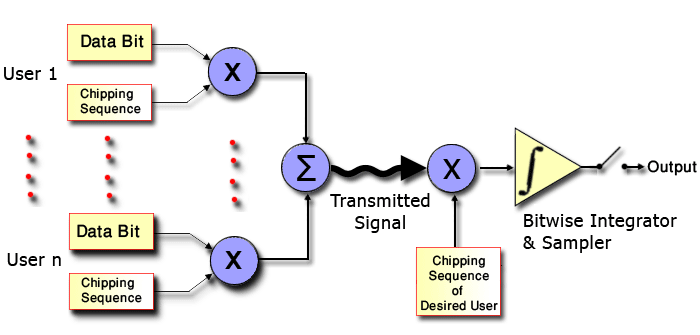 Data Bit
User 1
X
Chipping
Sequence
Σ
Transmitted
Signal
X
Chipping
Sequence
of
Desired User
∫
Output
Bitwise Integrator
& Sampler
Data Bit
User n
X
Chipping
Sequence